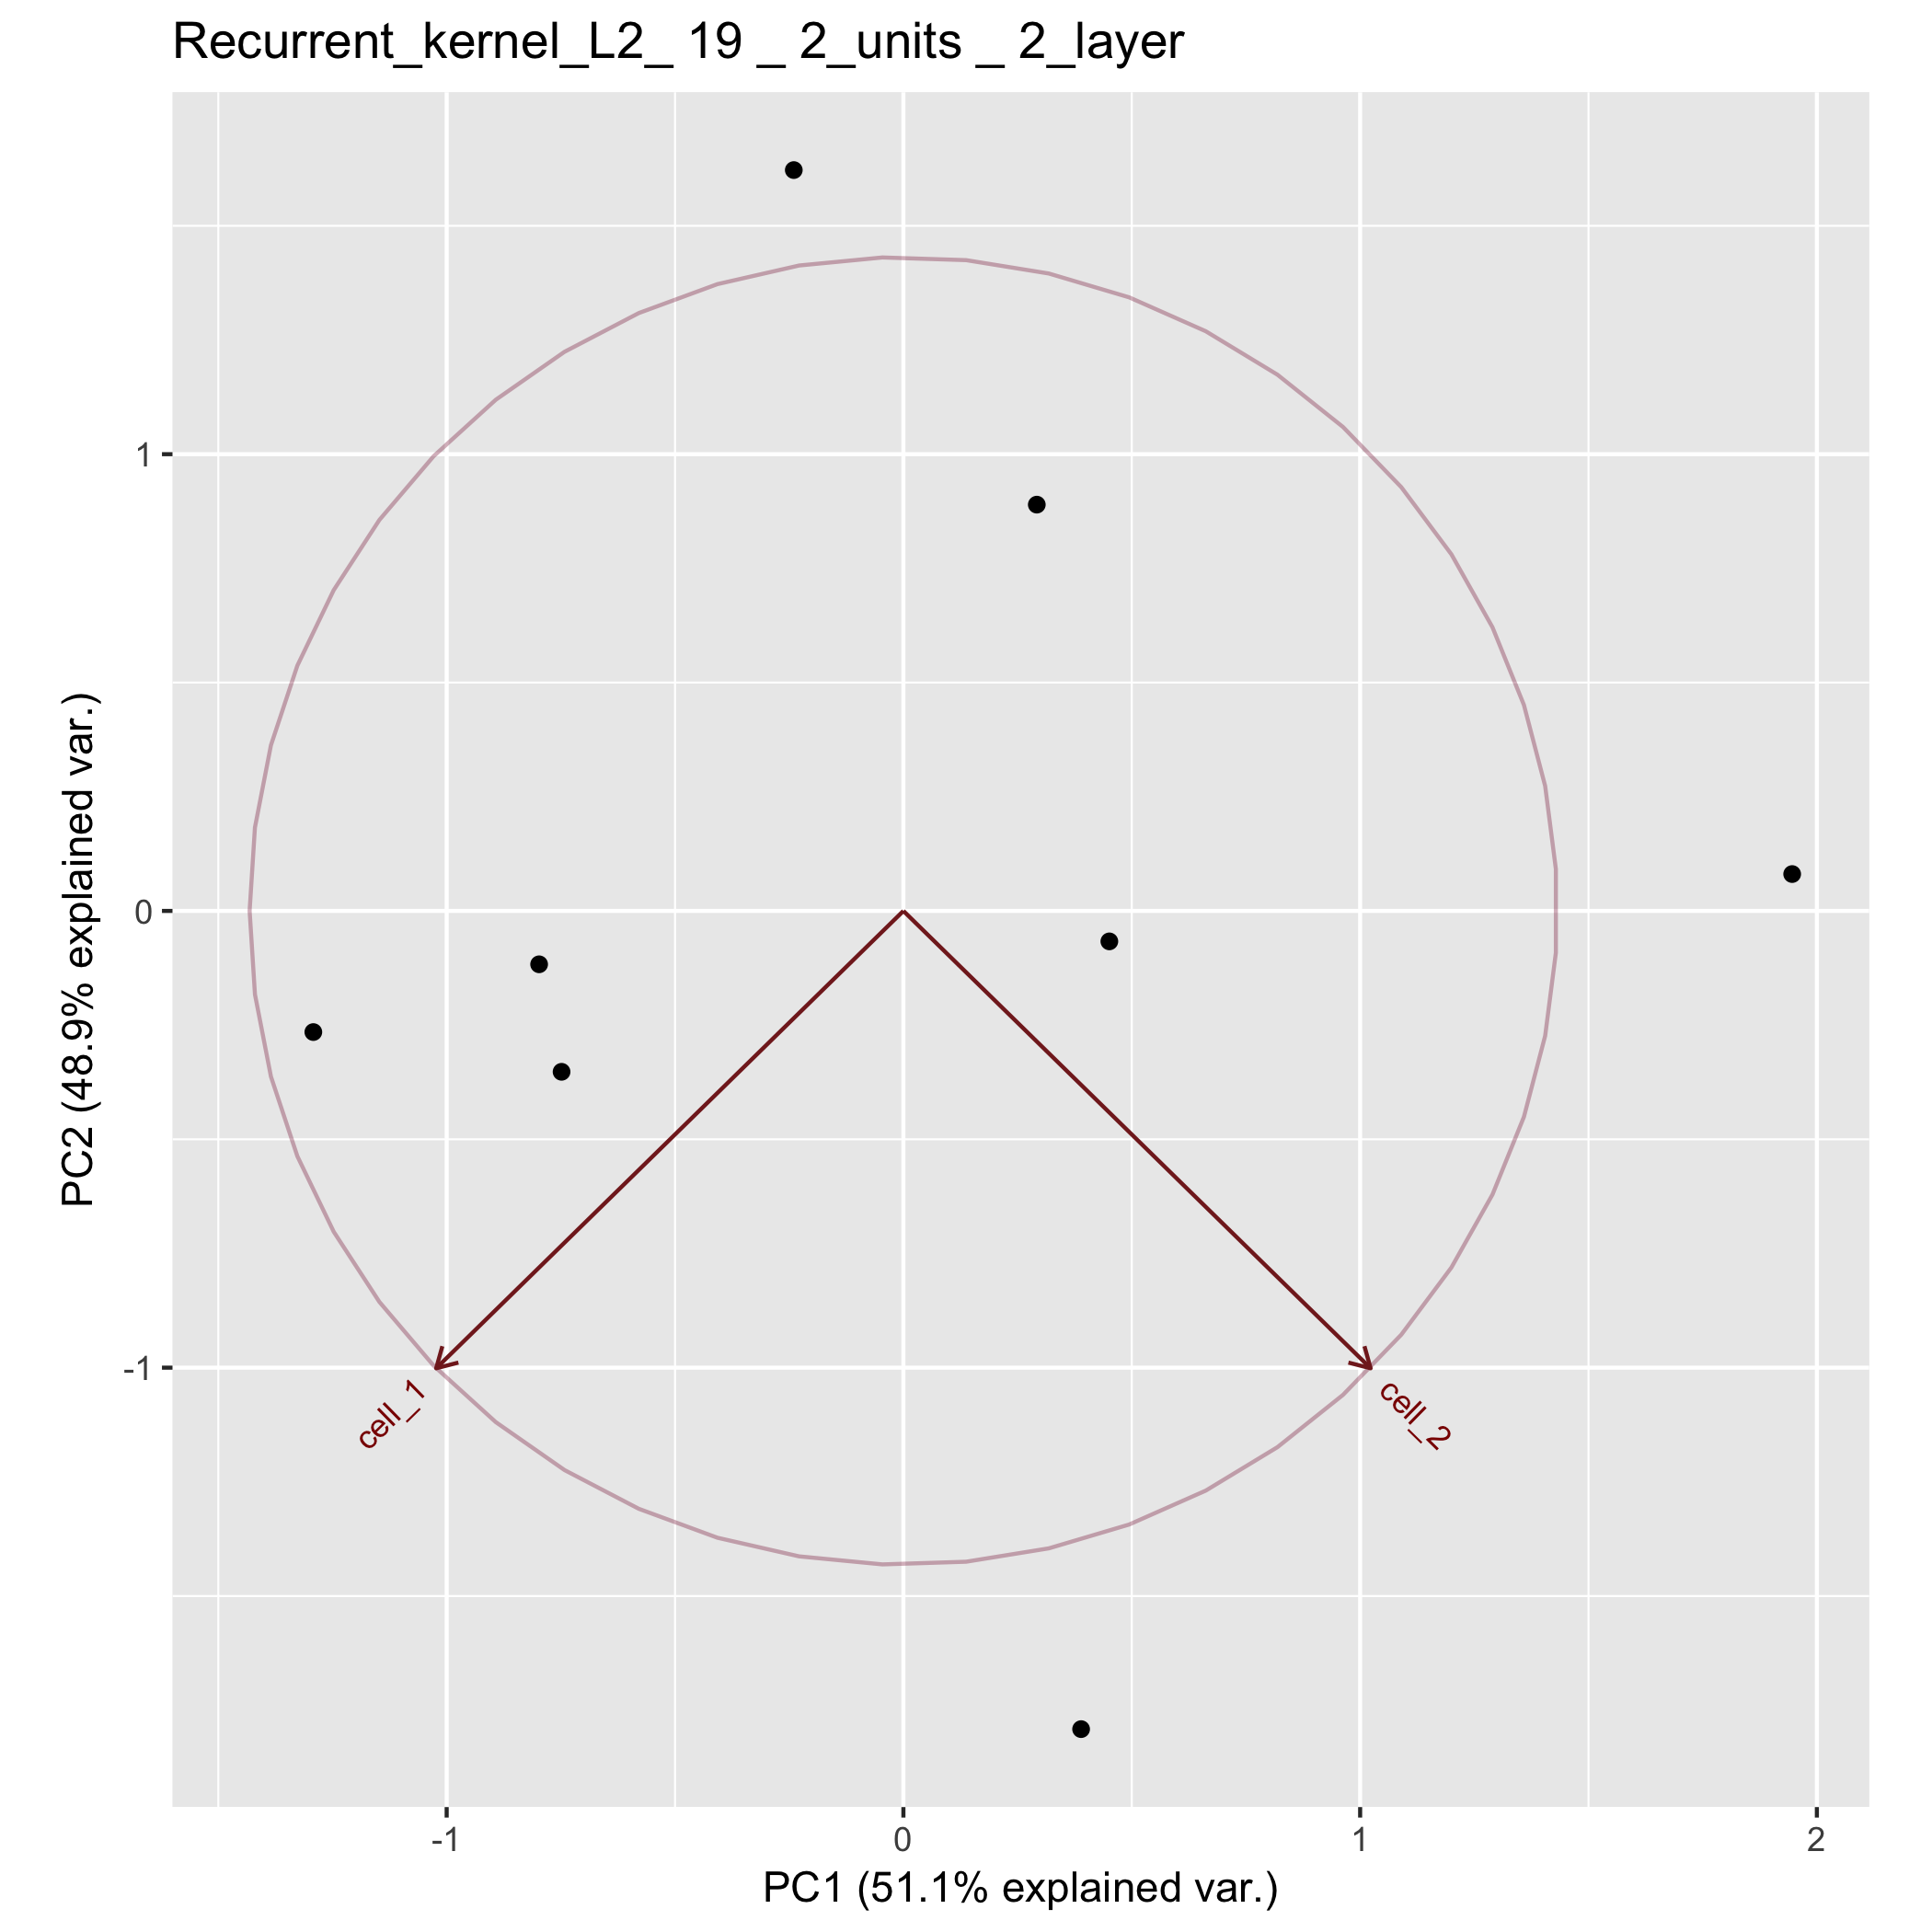 Recurrent_kernel_L2_ 19 _ 2_units _ 2_layer
PC2 (48.9% explained var.)
1
0
-1
cell_1
cell_2
-1
0
1
2
PC1 (51.1% explained var.)